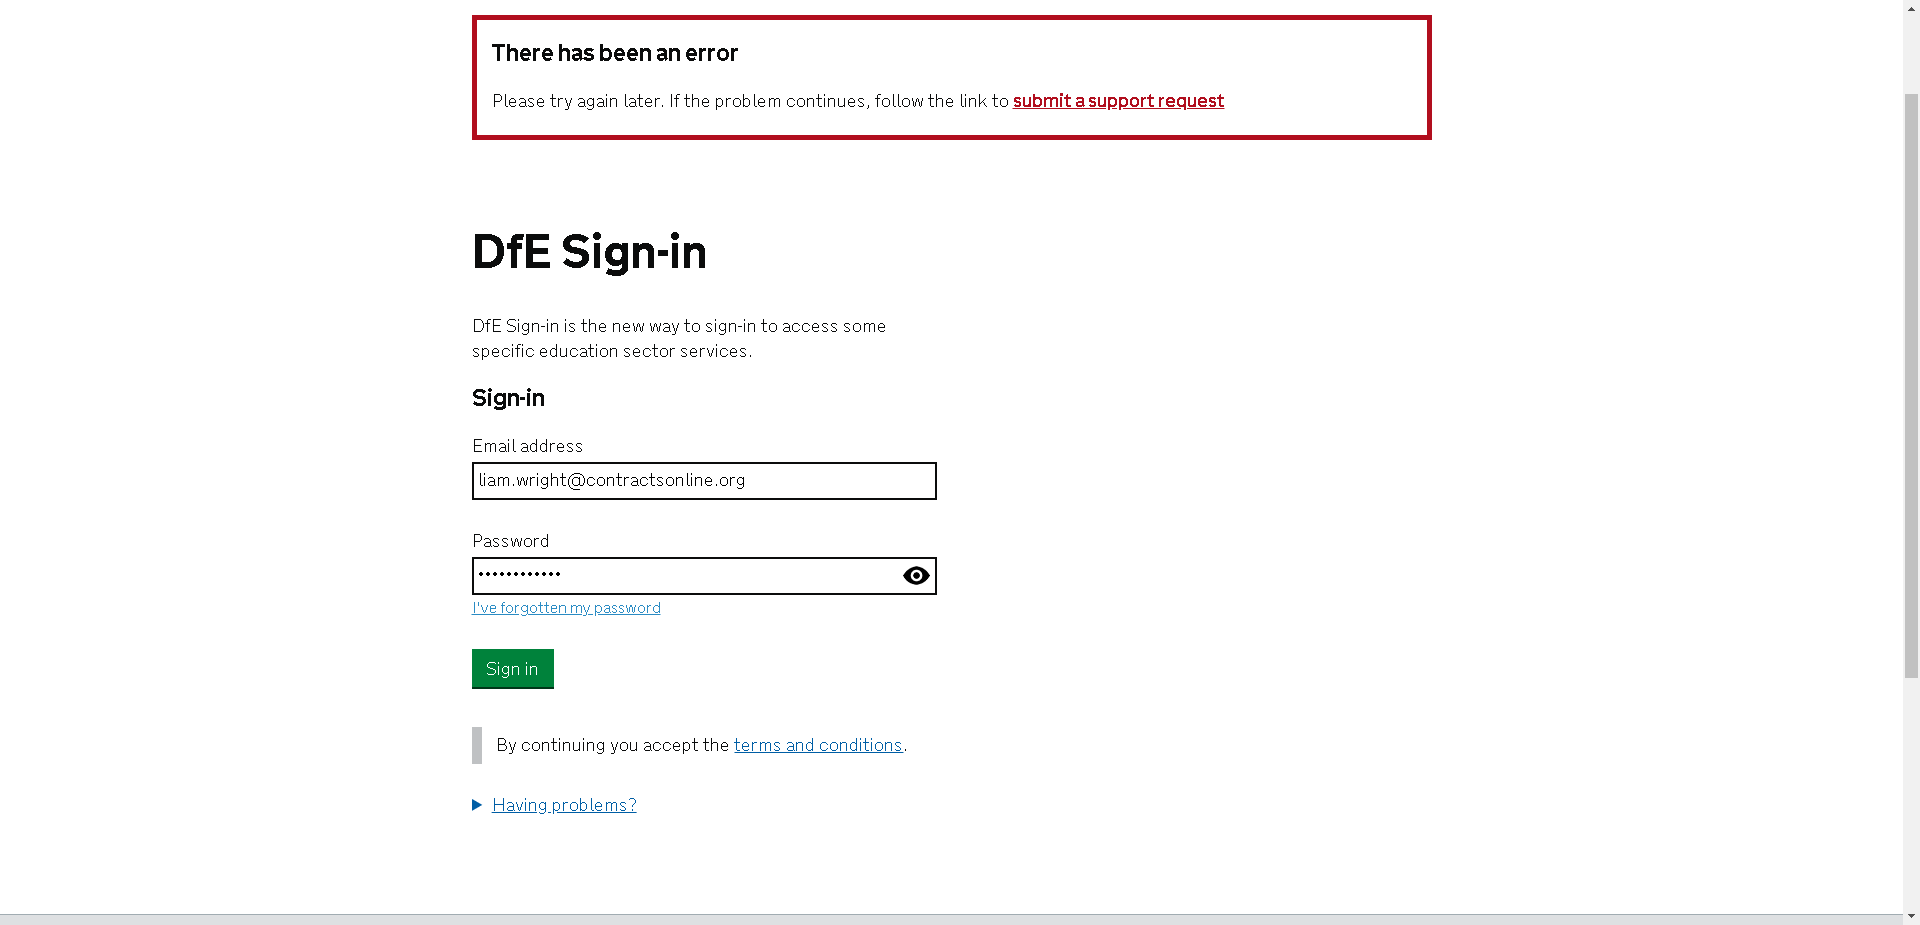 There has been an error
Please try again later. If the problem continues, follow the link to submit a support request
DfE Sign-in
DfE Sign-in is the new way to sign-in to access some
specific education sector services.
Sign-in
Email address
liam.wright@contractsonline.org
Password
••••••••••••
I've forgotten my password
Sign in
By continuing you accept the terms and conditions.
Having problems?